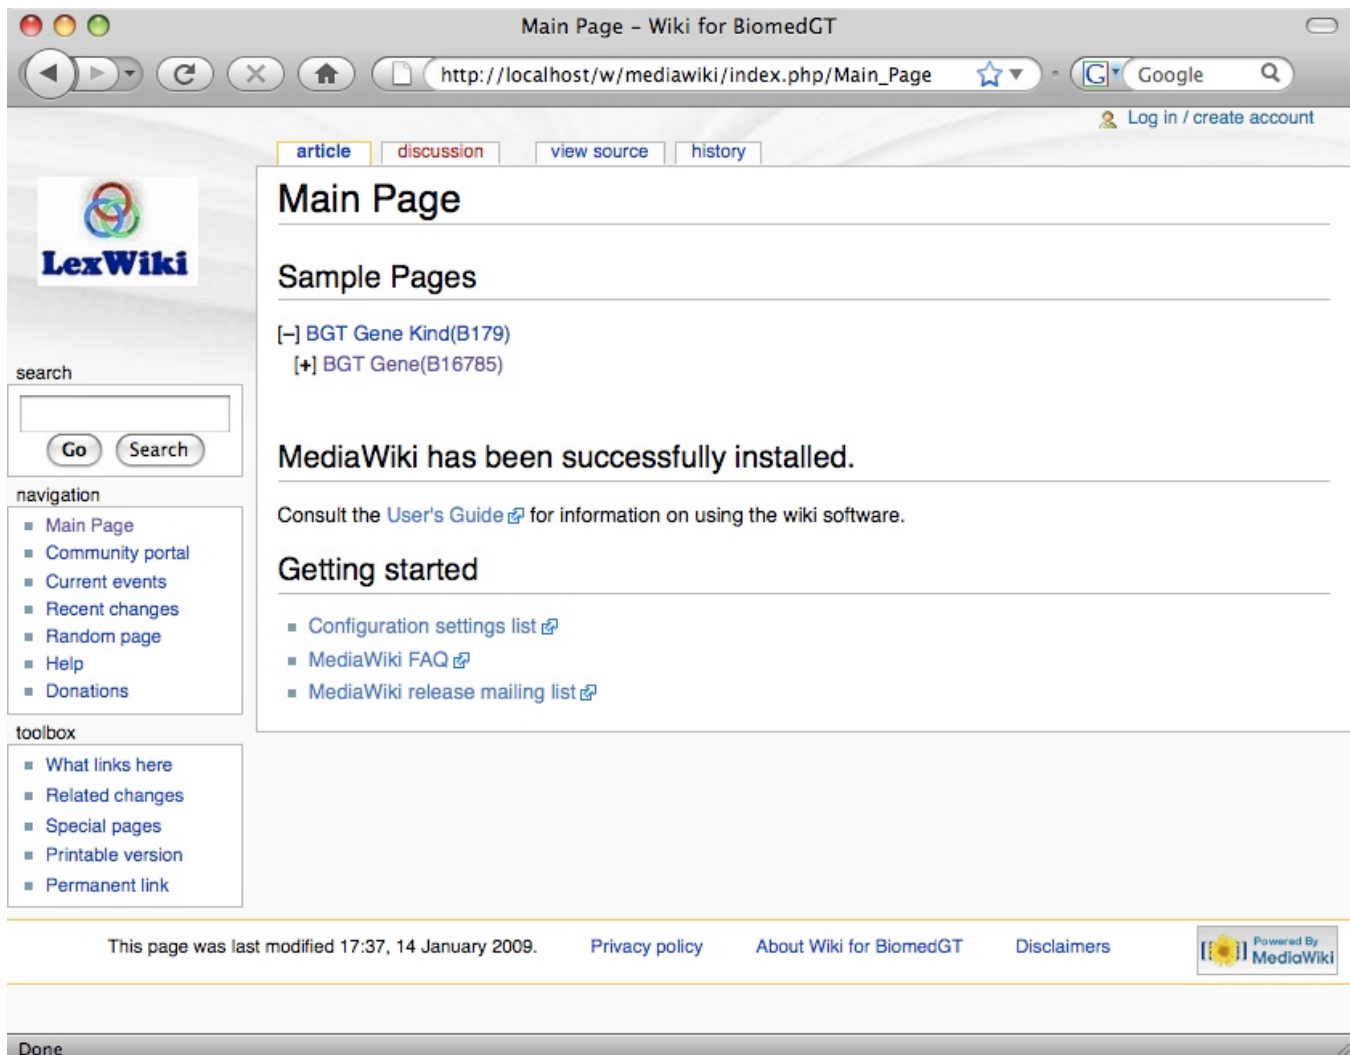 Main Page – Wiki for BiomedGT
http://localhost/w/mediawiki/index.php/Main_Page
G Google
Log in / create account
article discussion view source history
LexWiki
Main Page
Sample Pages
[–] BGT Gene Kind(B179)
[+] BGT Gene(B16785)
search
Go Search
MediaWiki has been successfully installed.
Consult the User's Guide for information on using the wiki software.
Getting started
Configuration settings list
MediaWiki FAQ
MediaWiki release mailing list
navigation
Main Page
Community portal
Current events
Recent changes
Random page
Help
Donations
toolbox
What links here
Related changes
Special pages
Printable version
Permanent link
This page was last modified 17:37, 14 January 2009. Privacy policy About Wiki for BiomedGT Disclaimers
Powered By
MediaWiki
Done